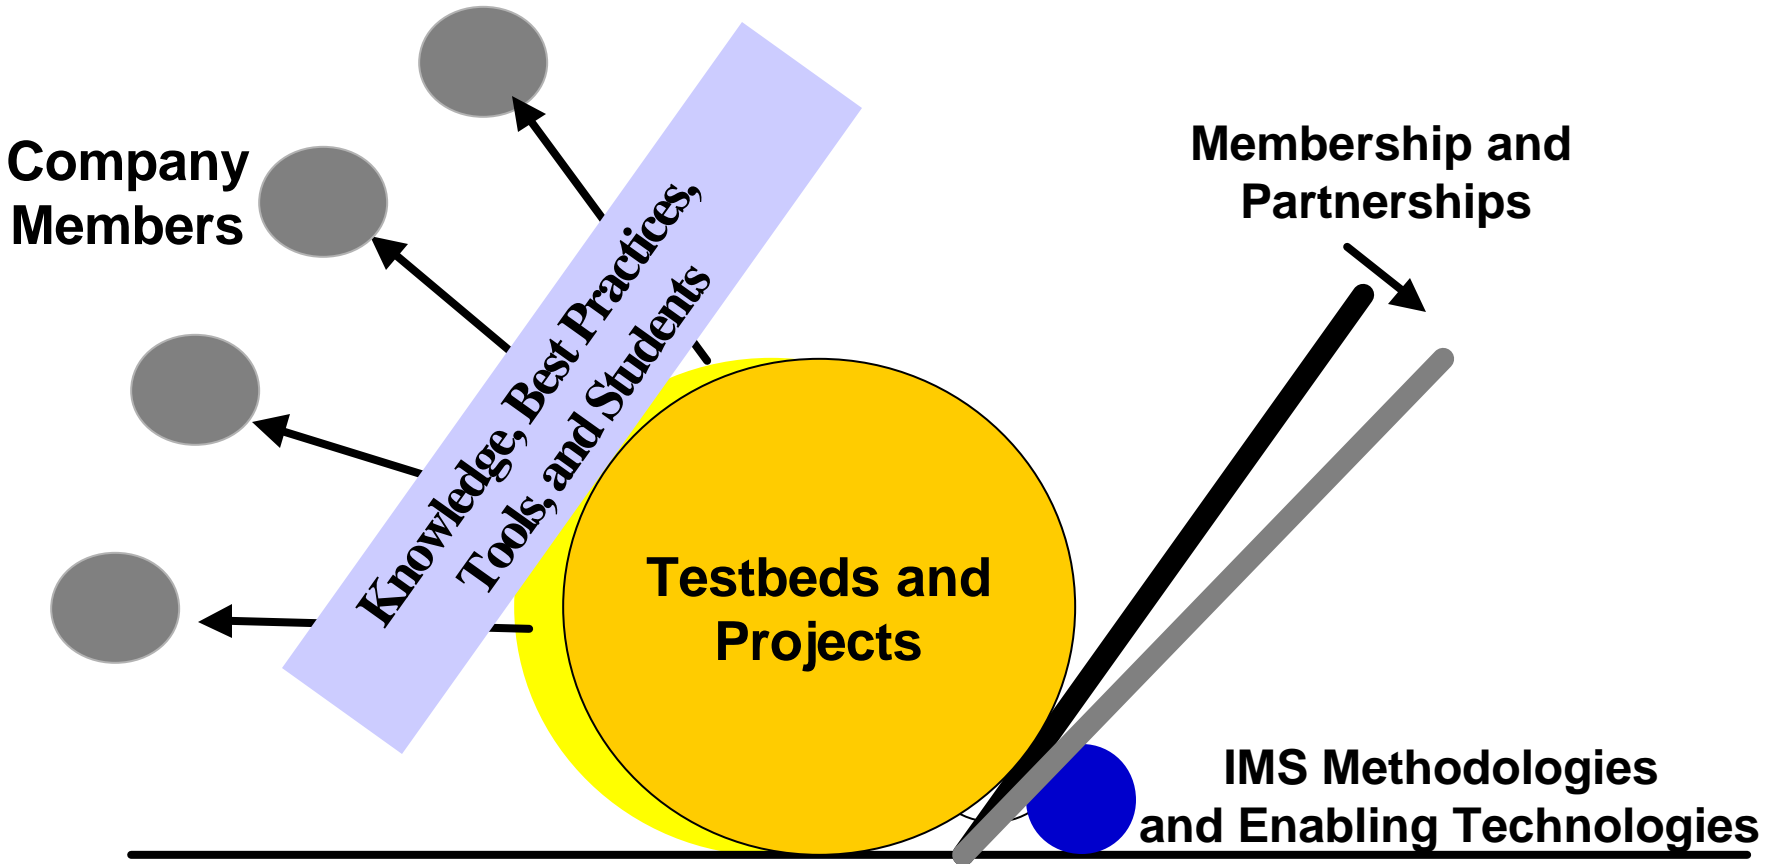 Company
Members
Knowledge, Best Practices,
Tools, and Students
Membership and
Partnerships
Testbeds and
Projects
IMS Methodologies
and Enabling Technologies